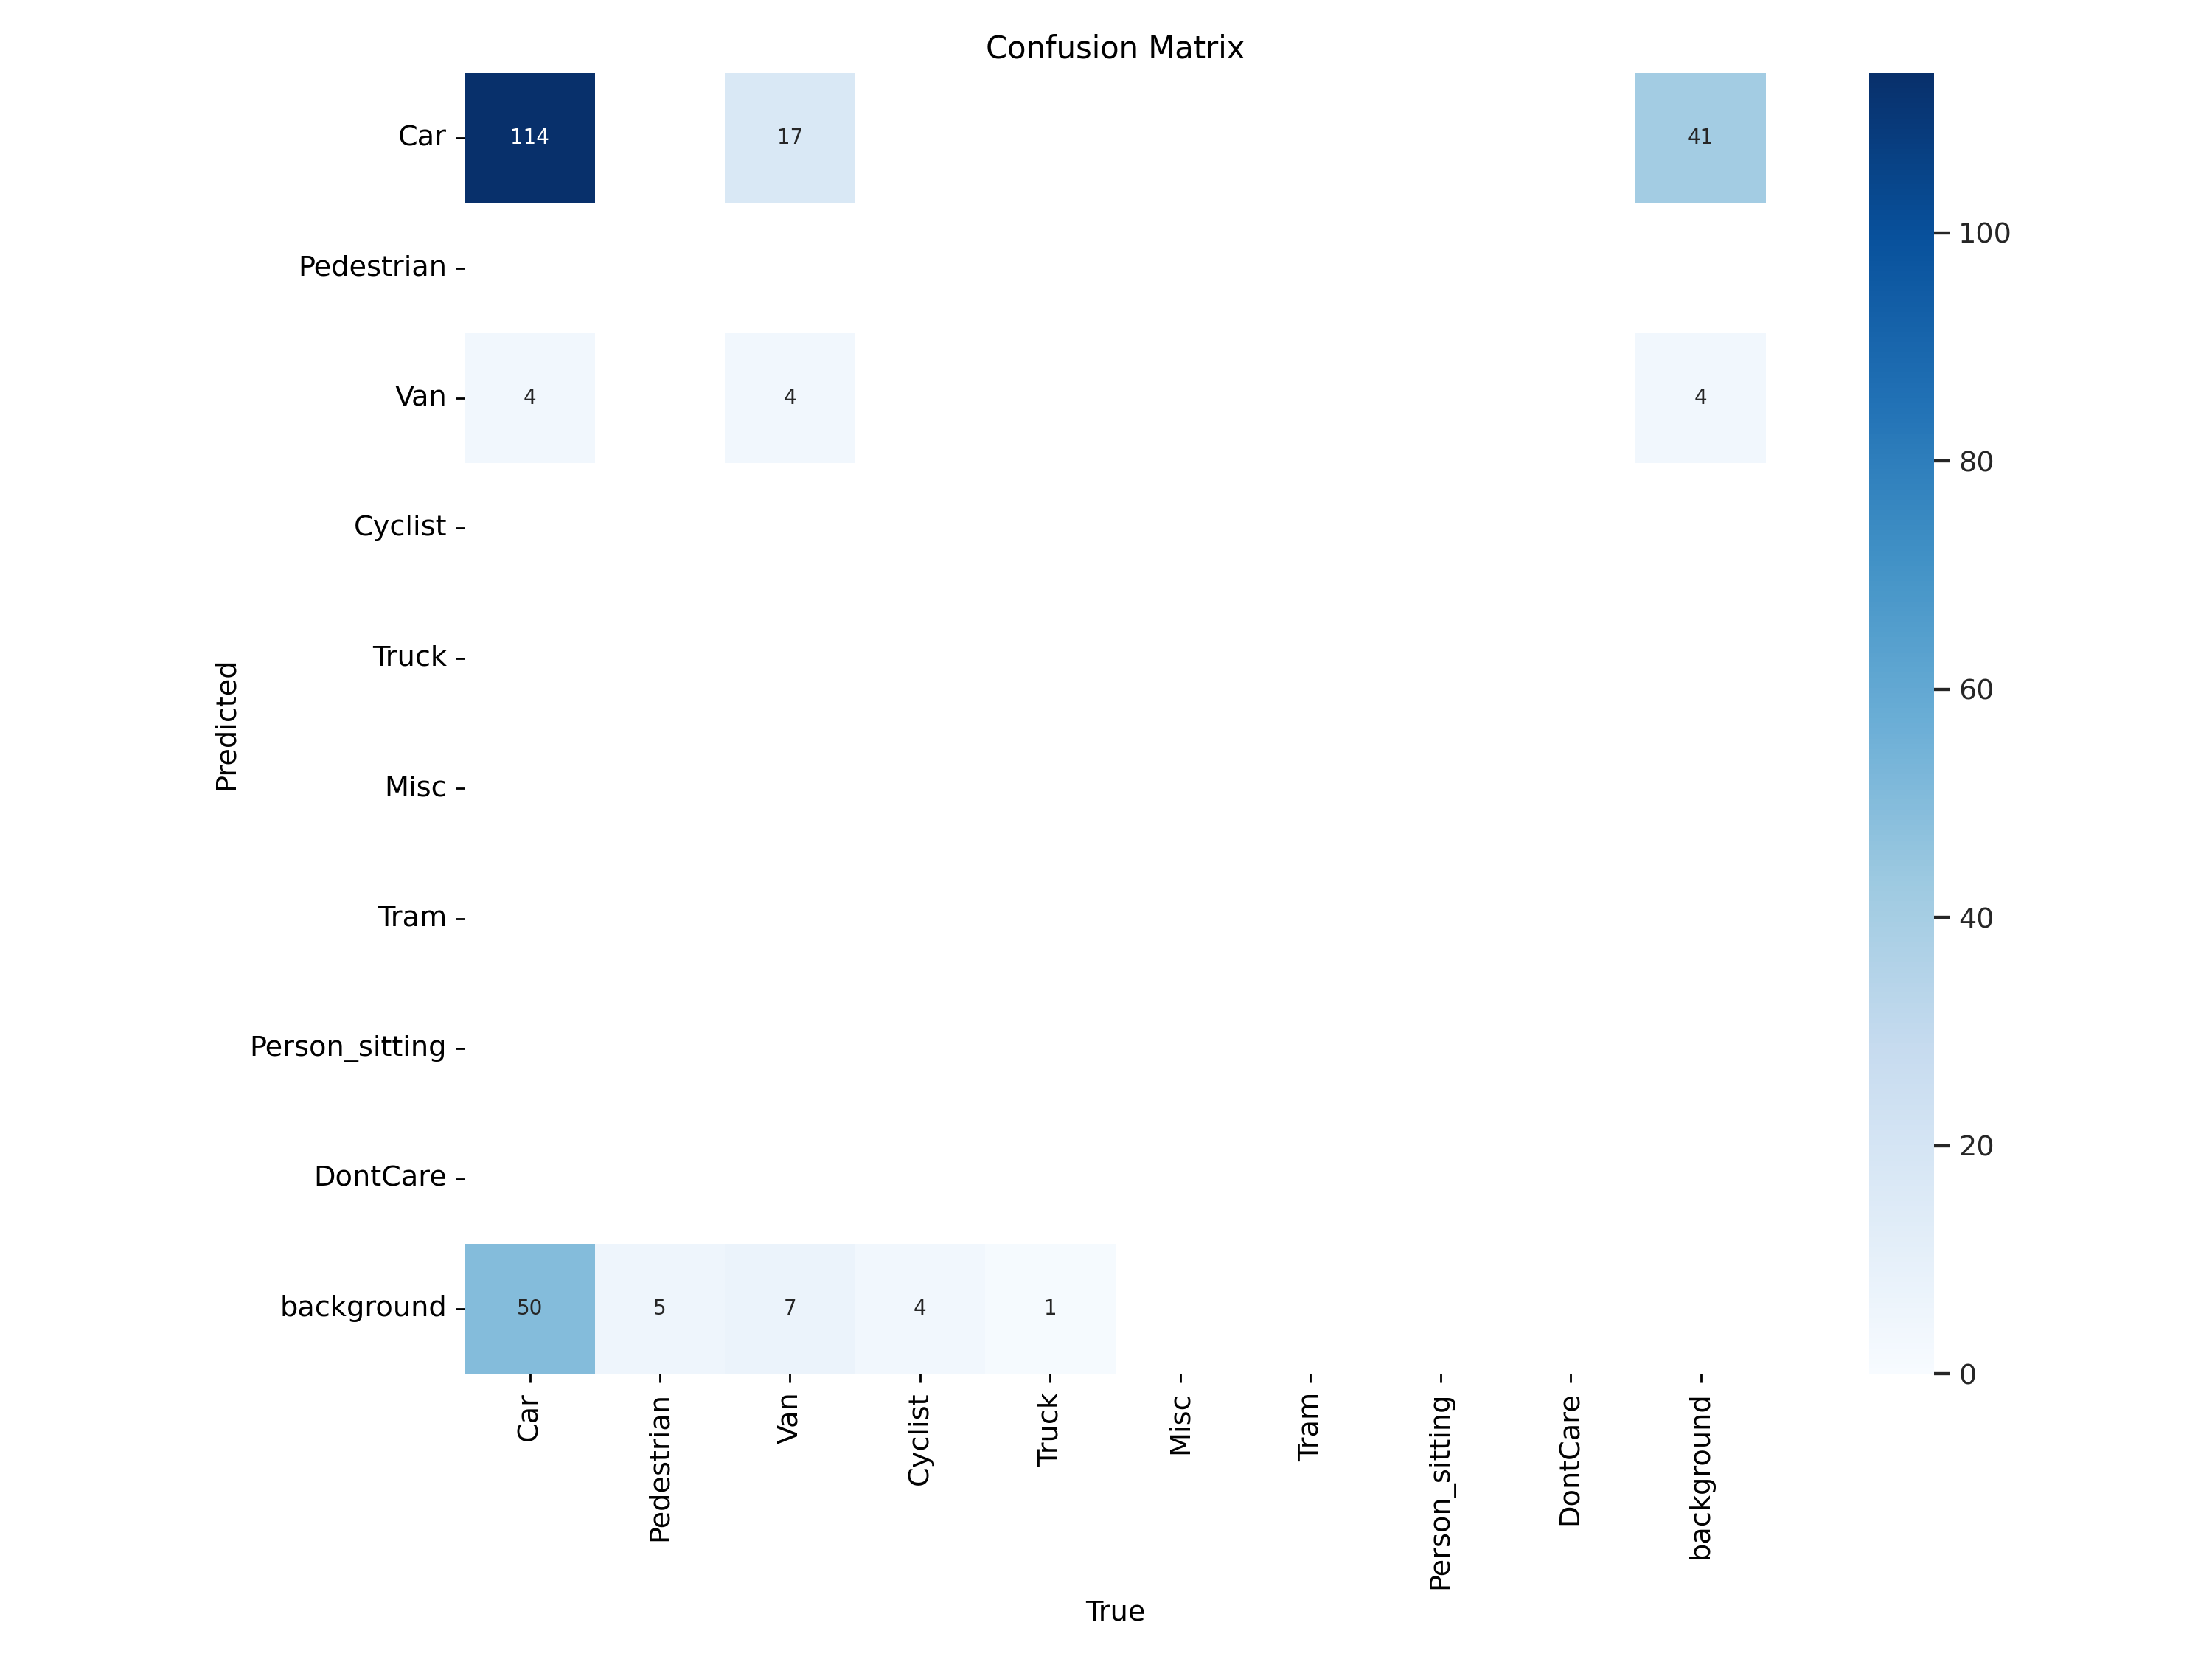 Confusion Matrix
Car
114
17
41
100
Pedestrian
Van
4
4
4
80
Cyclist
Truck
60
Predicted
Misc
Tram
40
Person_sitting
20
DontCare
background
50
5
7
4
1
0
Car
Pedestrian
Van
Cyclist
Truck
Misc
Tram
Person_sitting
DontCare
background
True